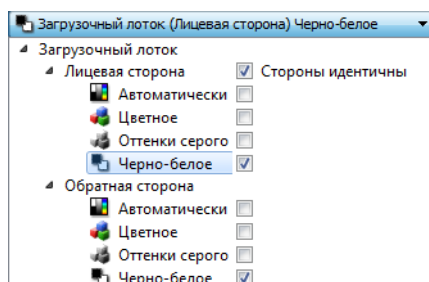 Загрузочный лоток (Лицевая сторона) Черно-белое
Загрузочный лоток
Лицевая сторона Стороны идентичны
Автоматически
Цветное
Оттенки серого
Черно-белое
Обратная сторона
Автоматически
Цветное
Оттенки серого
Черно-белое